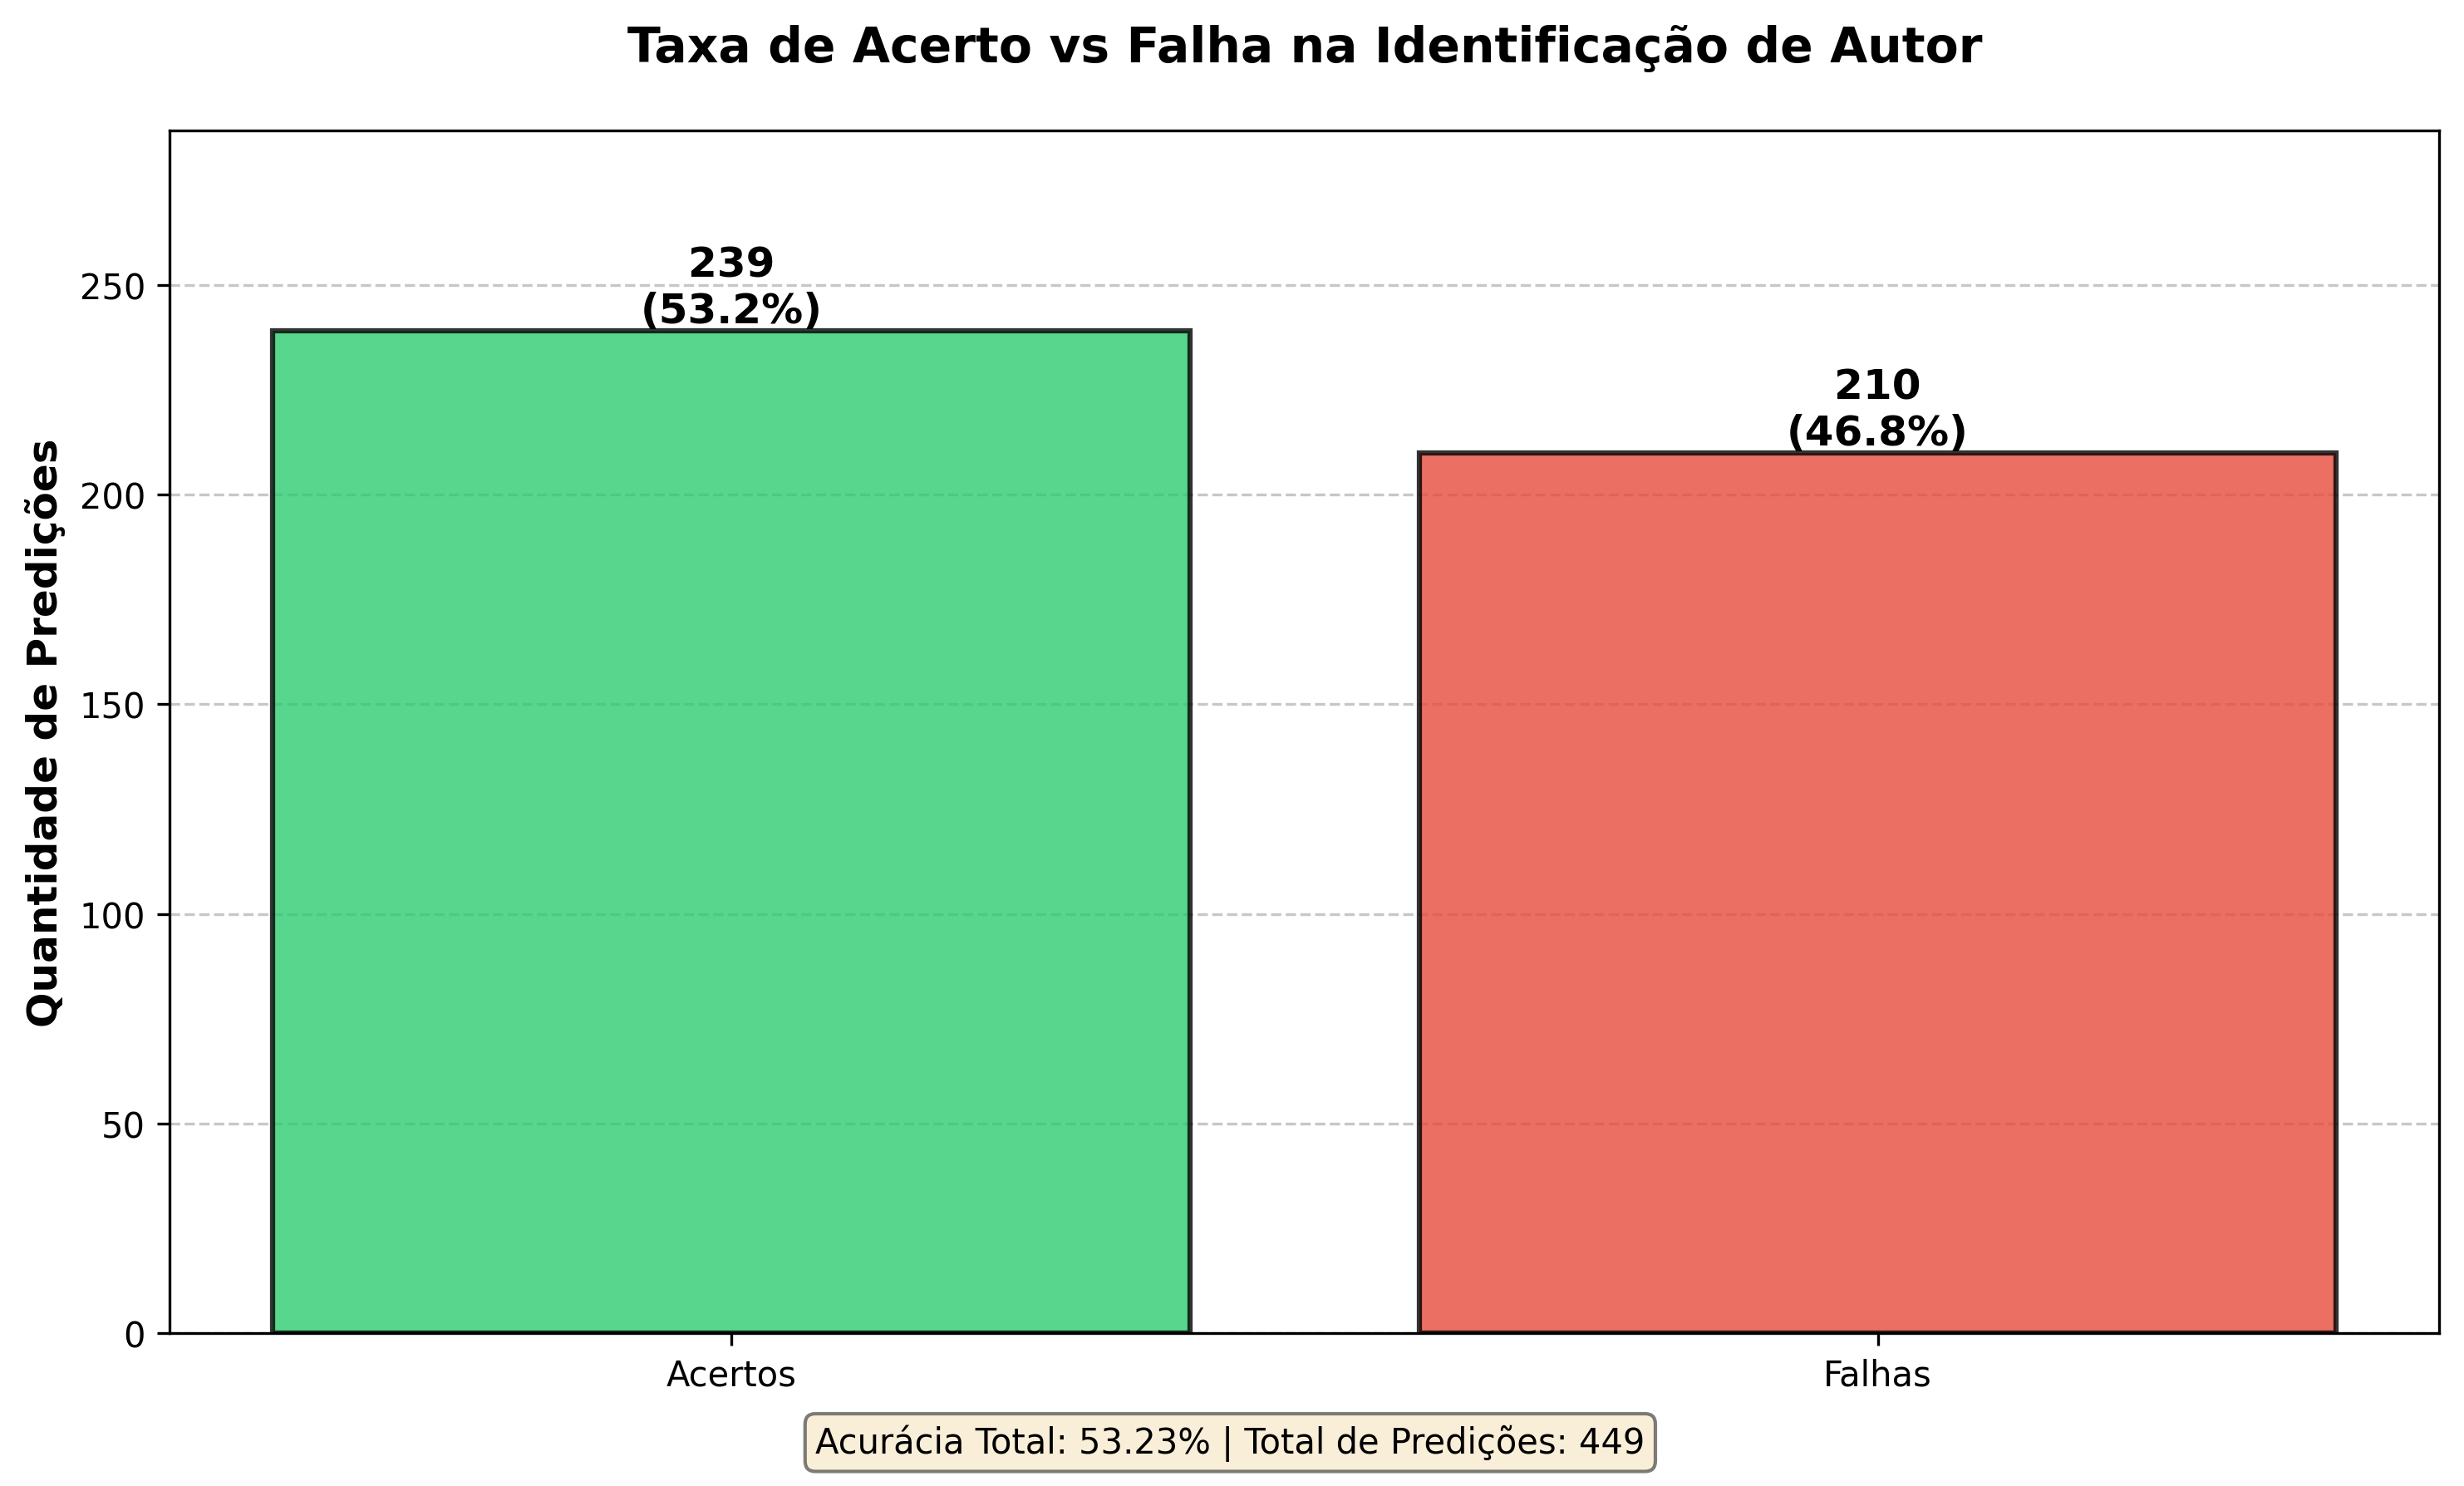 Taxa de Acerto vs Falha na Identificação de Autor
Quantidade de Predições
250
200
150
100
50
0
239
(53.2%)
210
(46.8%)
Acertos
Falhas
Acurácia Total: 53.23% | Total de Predições: 449